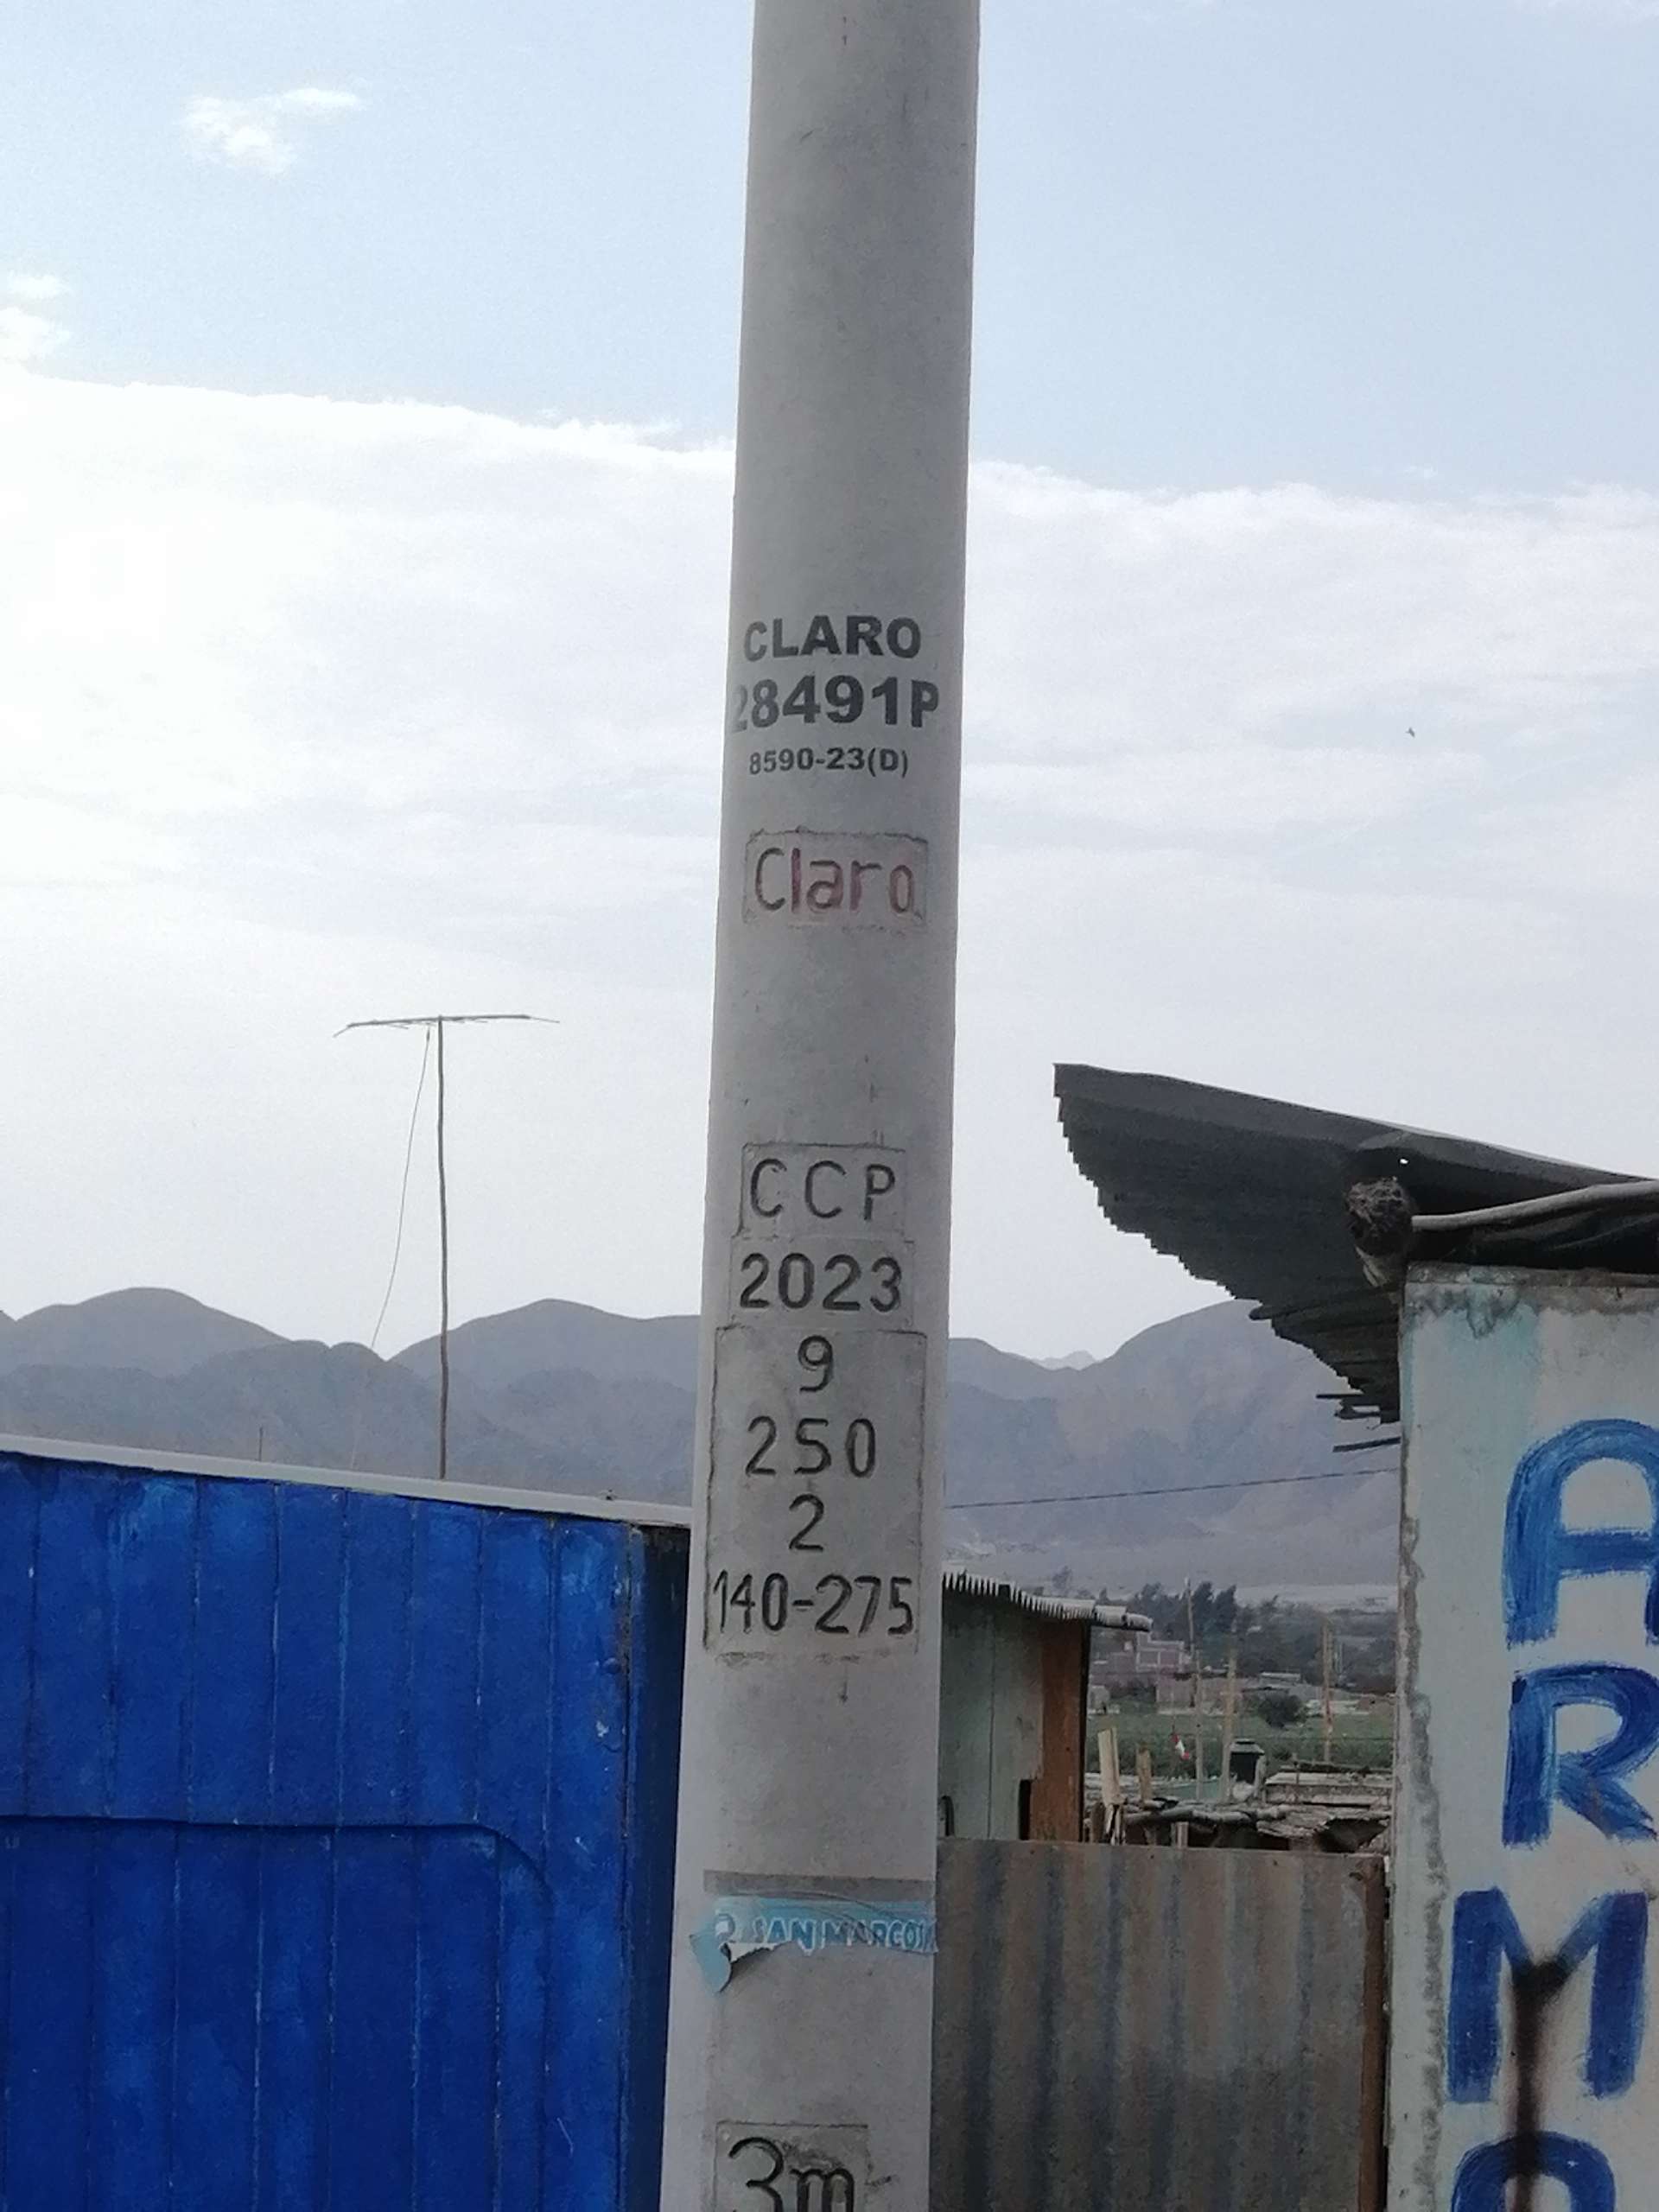 CLARO
28491P
8590-23(D)
Claro
CCP
2023
9
250
2
140-275
SAN MARCOS
3m
A
R
M